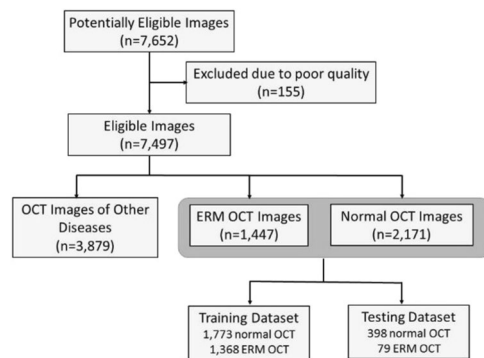 Potentially Eligible Images
(n=7,652)
Excluded due to poor quality
(n=155)
Eligible Images
(n=7,497)
OCT Images of Other
Diseases
(n=3,879)
ERM OCT Images
(n=1,447)
Normal OCT Images
(n=2,171)
Training Dataset
1,773 normal OCT
1,368 ERM OCT
Testing Dataset
398 normal OCT
79 ERM OCT